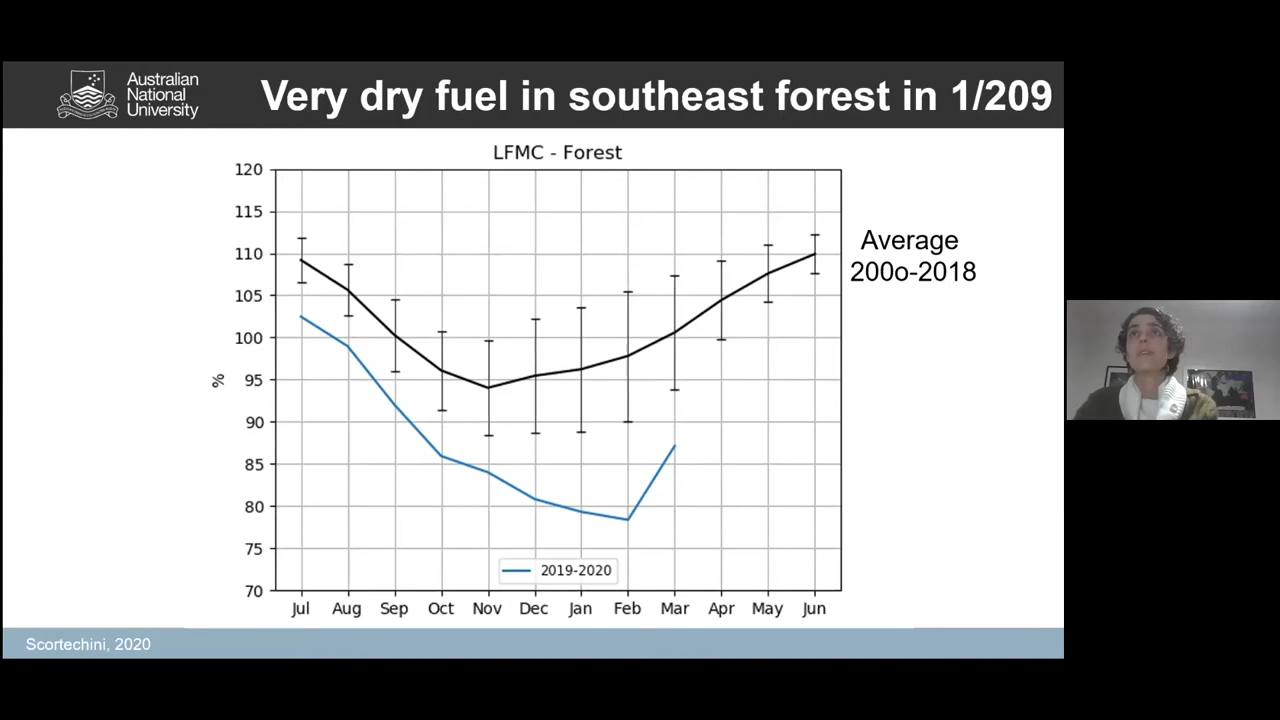 Australian
National
University
Very dry fuel in southeast forest in 1/209
LFMC - Forest
120
115
110
105
100
95
90
85
80
75
70
%
Average
200o-2018
2019-2020
Jul Aug Sep Oct Nov Dec Jan Feb Mar Apr May Jun
Scortechini, 2020